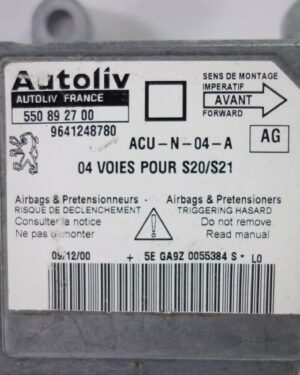 Autoliv
AUTOLIV FRANCE
550 89 27 00
9641248780
SENS DE MONTAGE
IMPERATIF
AVANT
FORWARD
ACU-N-04-A
AG
04 VOIES POUR S20/S21
Airbags & Pretensionneurs
RISQUE DE DECLENCHEMENT
Consulter la notice
Ne pas démonter
Airbags & Pretensioners
TRIGGERING HASARD
Do not remove
Read manual
09/12/00 + 5E GA9Z 0055384 S * L0